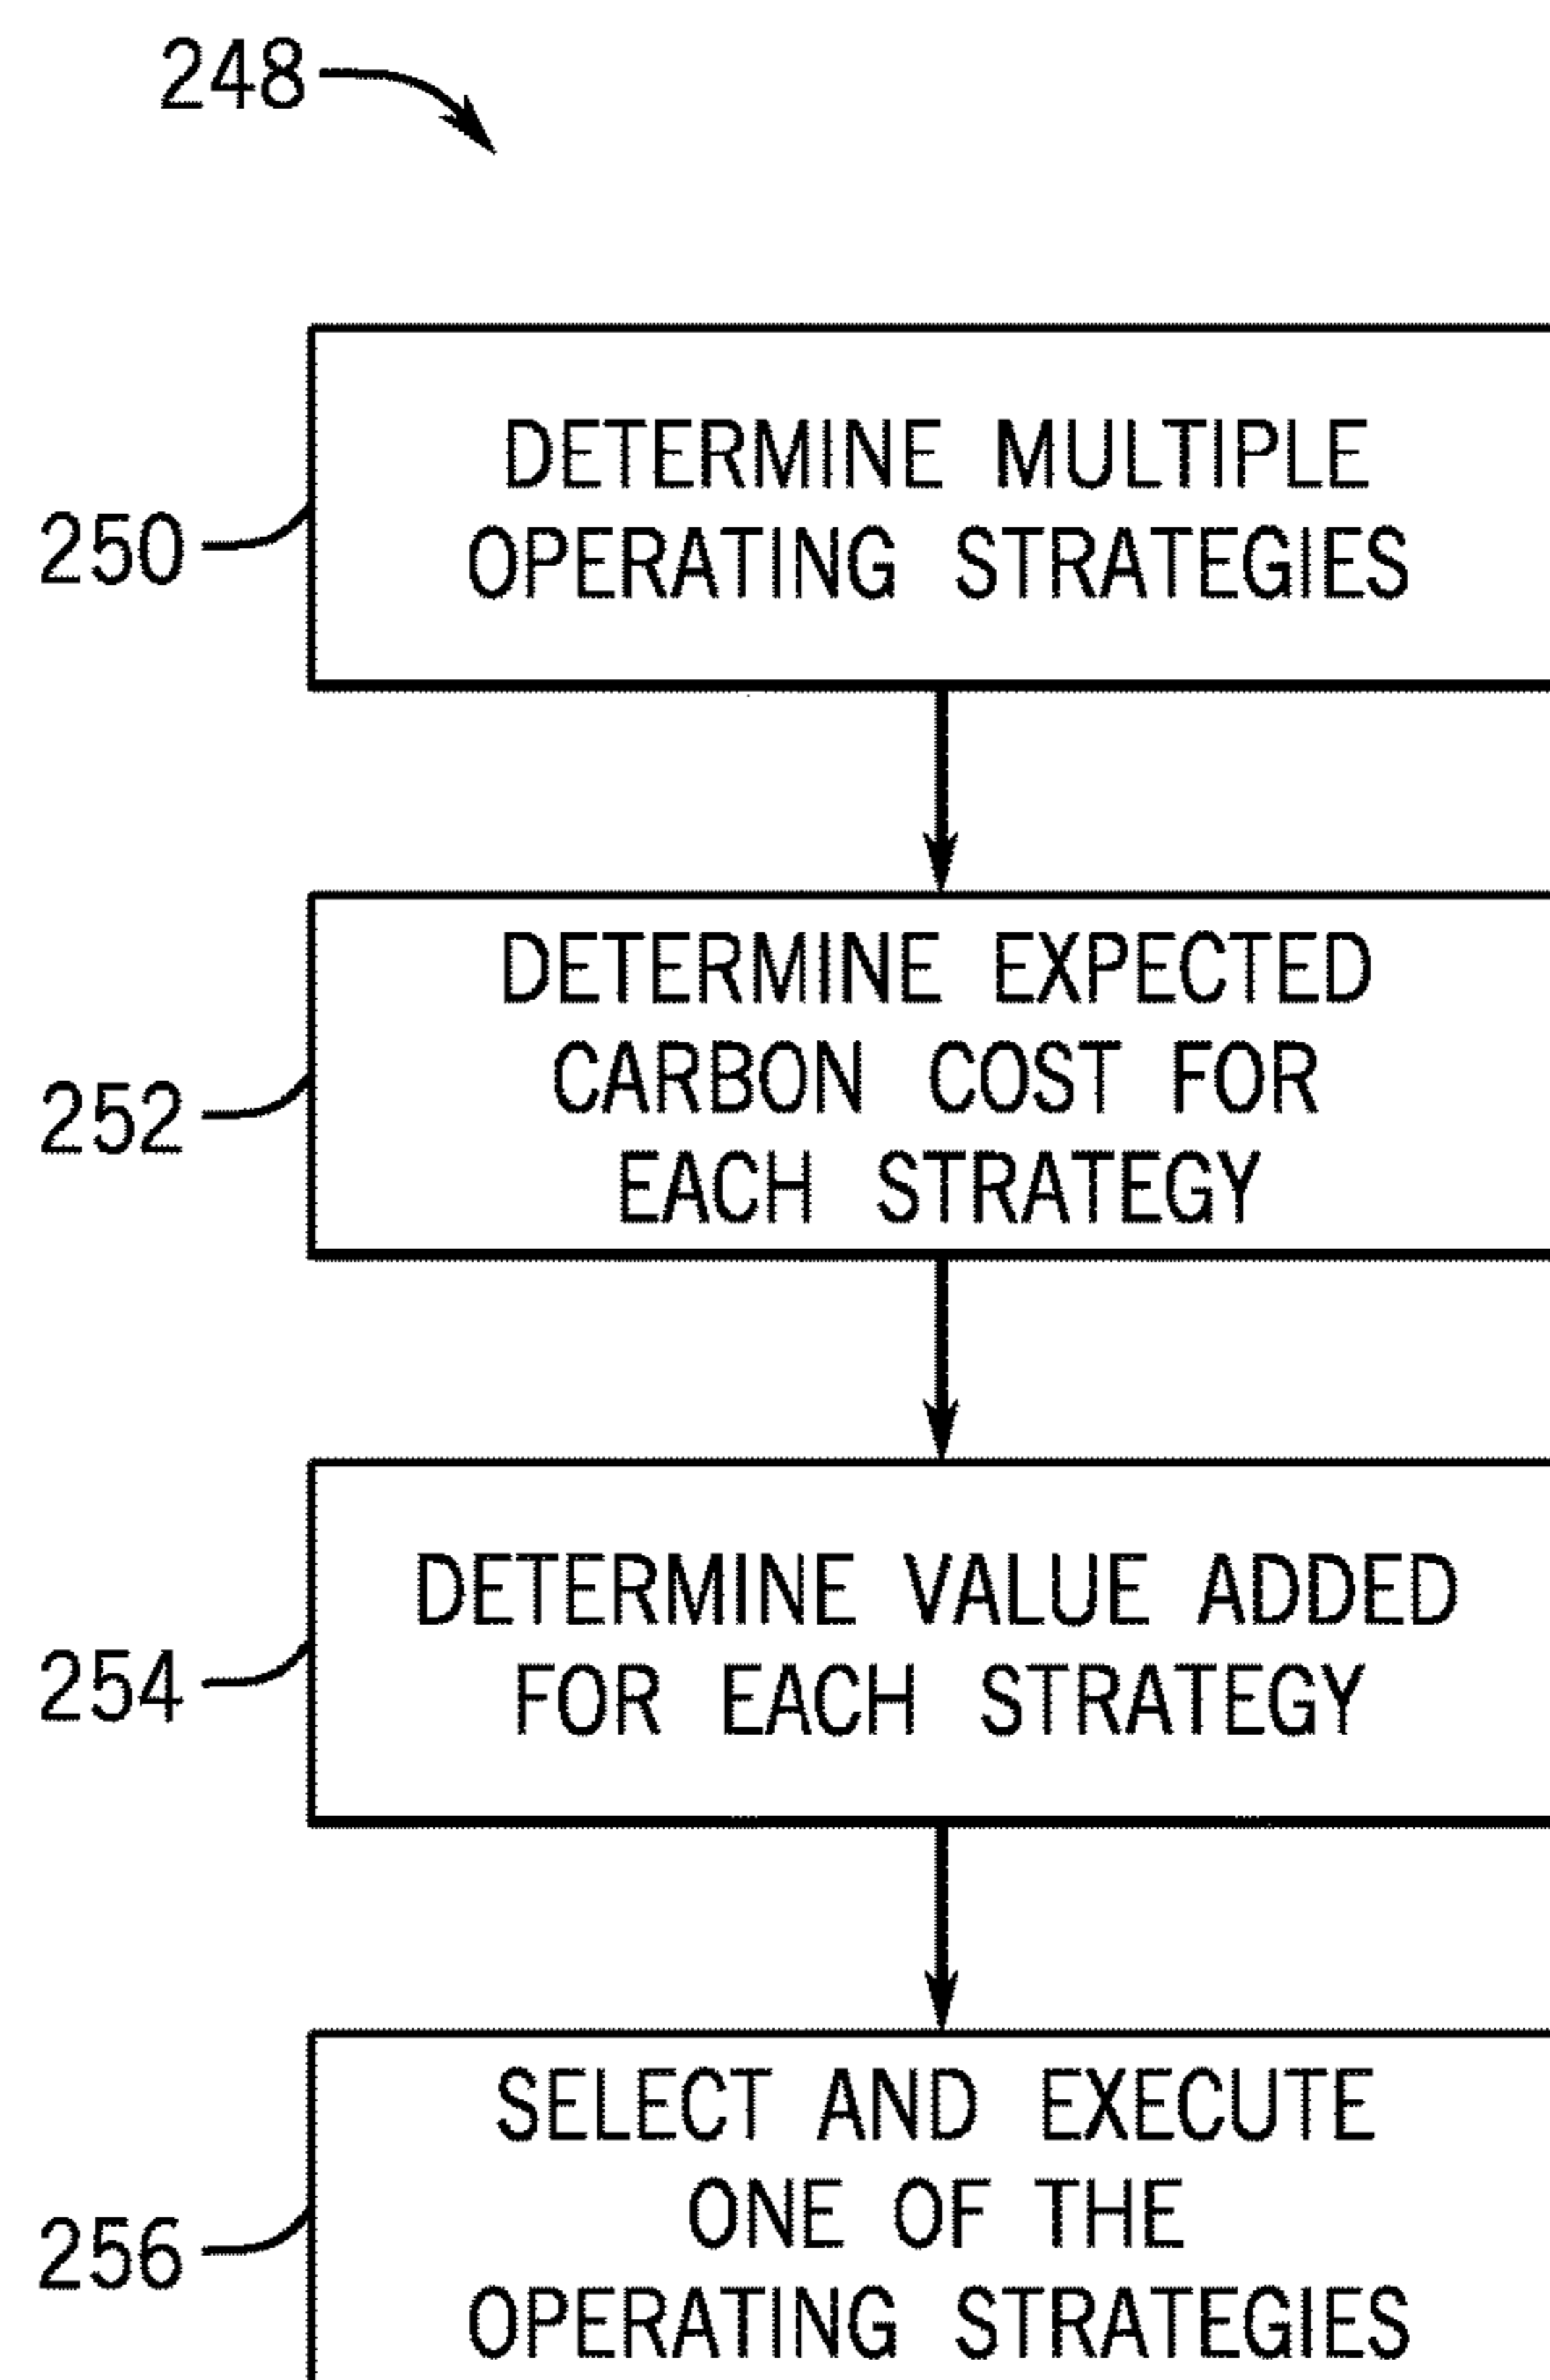 248
DETERMINE MULTIPLE
OPERATING STRATEGIES
250
DETERMINE EXPECTED
CARBON COST FOR
EACH STRATEGY
252
DETERMINE VALUE ADDED
FOR EACH STRATEGY
254
SELECT AND EXECUTE
ONE OF THE
OPERATING STRATEGIES
256